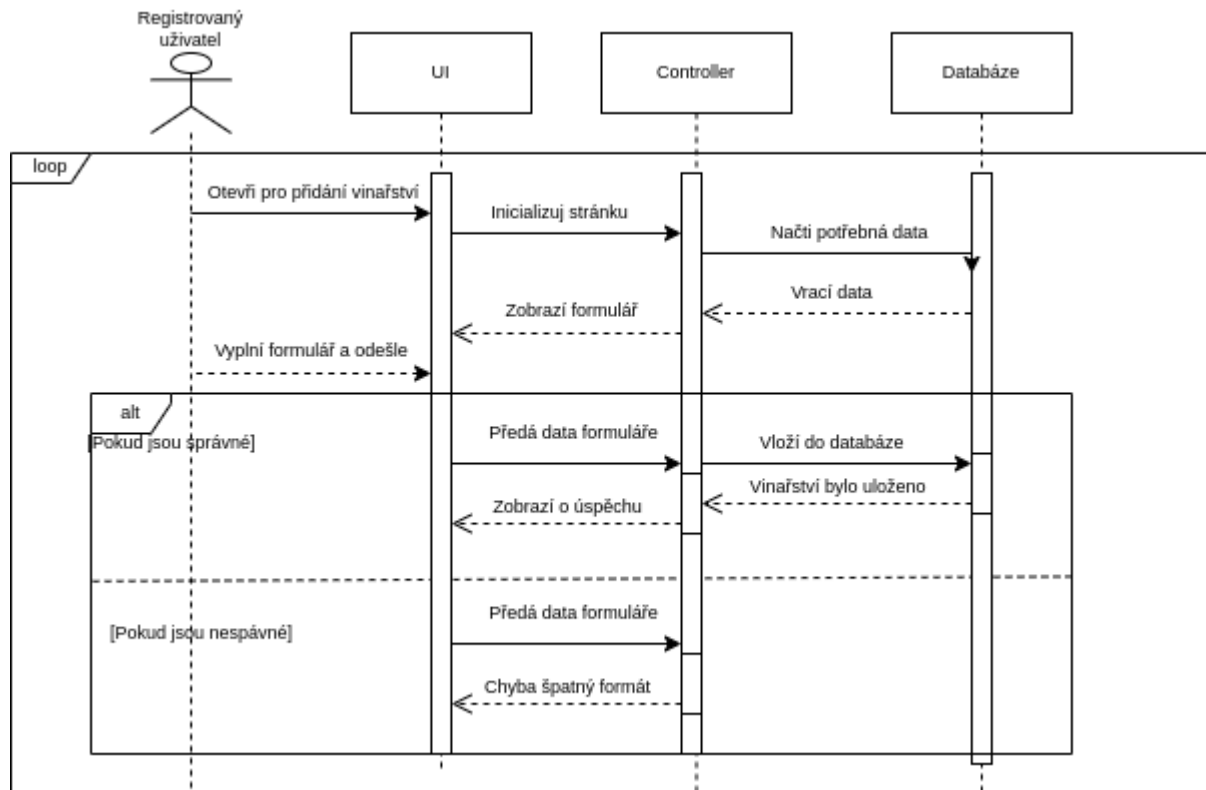 Registrovaný
uživatel
UI
Controller
Databáze
loop
Otevři pro přidání vinařství
Inicializuj stránku
Načti potřebná data
Vrací data
Zobrazí formulář
Vyplní formulář a odešle
alt
[Pokud jsou správné]
Předá data formuláře
Vloží do databáze
Vinařství bylo uloženo
Zobrazí o úspěchu
Předá data formuláře
[Pokud jsou nespávné]
Chyba špatný formát